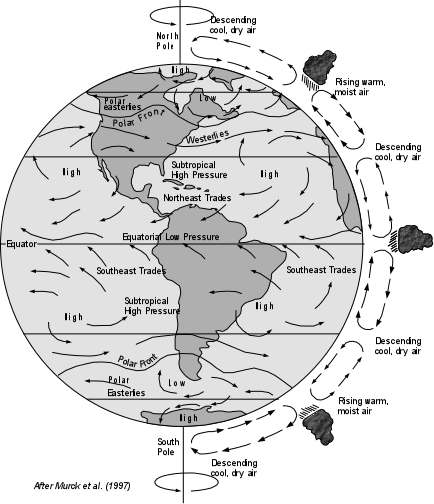 Descending
cool, dry air
North
Pole
High
Rising warm,
moist air
Polar
easterlies
Low
Polar Front
Westerlies
Descending
cool, dry air
Subtropical
High Pressure
High
High
Northeast Trades
Equator
Equatorial Low Pressure
Southeast Trades
Southeast Trades
Subtropical
High Pressure
High
High
Descending
cool, dry air
Polar Front
Polar
Easterlies
Low
Rising warm,
moist air
High
South
Pole
Descending
cool, dry air
After Murck et al. (1997)